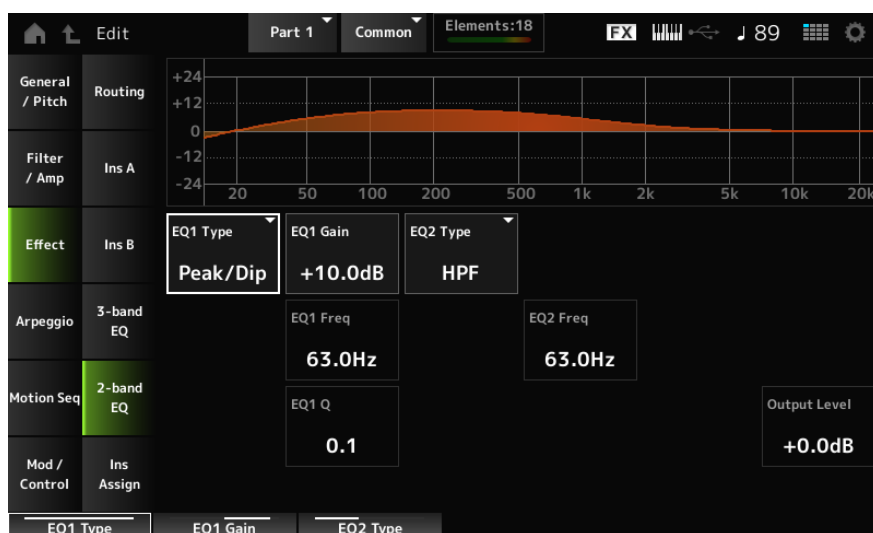 Edit
Part 1
Common
Elements:18
FX
89
General
/ Pitch
Routing
Filter
/ Amp
Ins A
Effect
Ins B
Arpeggio
3-band
EQ
Motion Seq
2-band
EQ
Mod /
Control
Ins
Assign
+24
+12
0
-12
-24
20 50 100 200 500 1k 2k 5k 10k 20k
EQ1 Type
Peak/Dip
EQ1 Gain
+10.0dB
EQ2 Type
HPF
EQ1 Freq
63.0Hz
EQ2 Freq
63.0Hz
EQ1 Q
0.1
Output Level
+0.0dB
EQ1 Type
EQ1 Gain
EQ2 Type